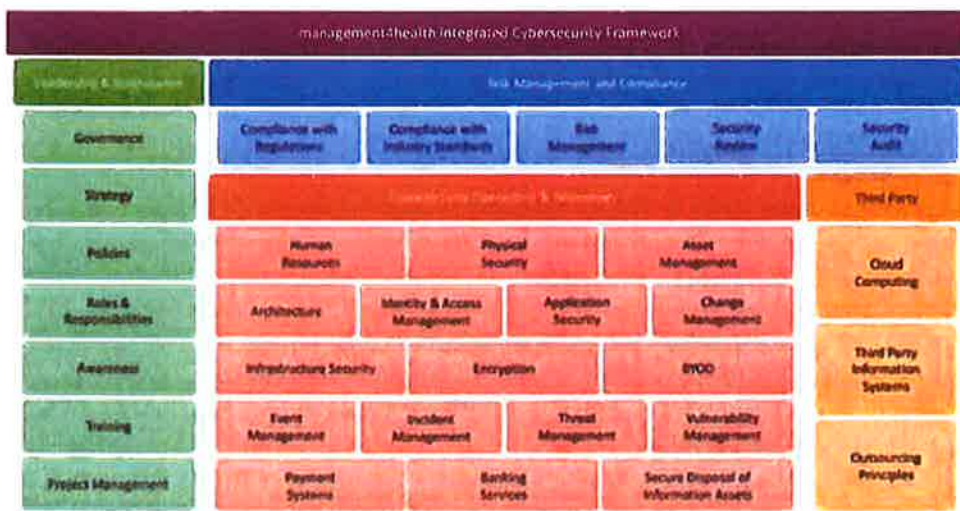 management4health Integrated Cybersecurity Framework
Leadership & Governance
Risk Management and Compliance
Governance
Compliance with
Regulations
Compliance with
Industry Standards
Risk
Management
Security
Review
Security
Audit
Strategy
Third Party
Policies
Human
Resources
Physical
Security
Asset
Management
Cloud
Computing
Roles &
Responsibilities
Architecture
Identity & Access
Management
Application
Security
Change
Management
Awareness
Infrastructure Security
Encryption
BYOD
Third Party
Information
Systems
Training
Event
Management
Incident
Management
Threat
Management
Vulnerability
Management
Project Management
Payment
Systems
Banking
Services
Secure Disposal of
Information Assets
Outsourcing
Principles